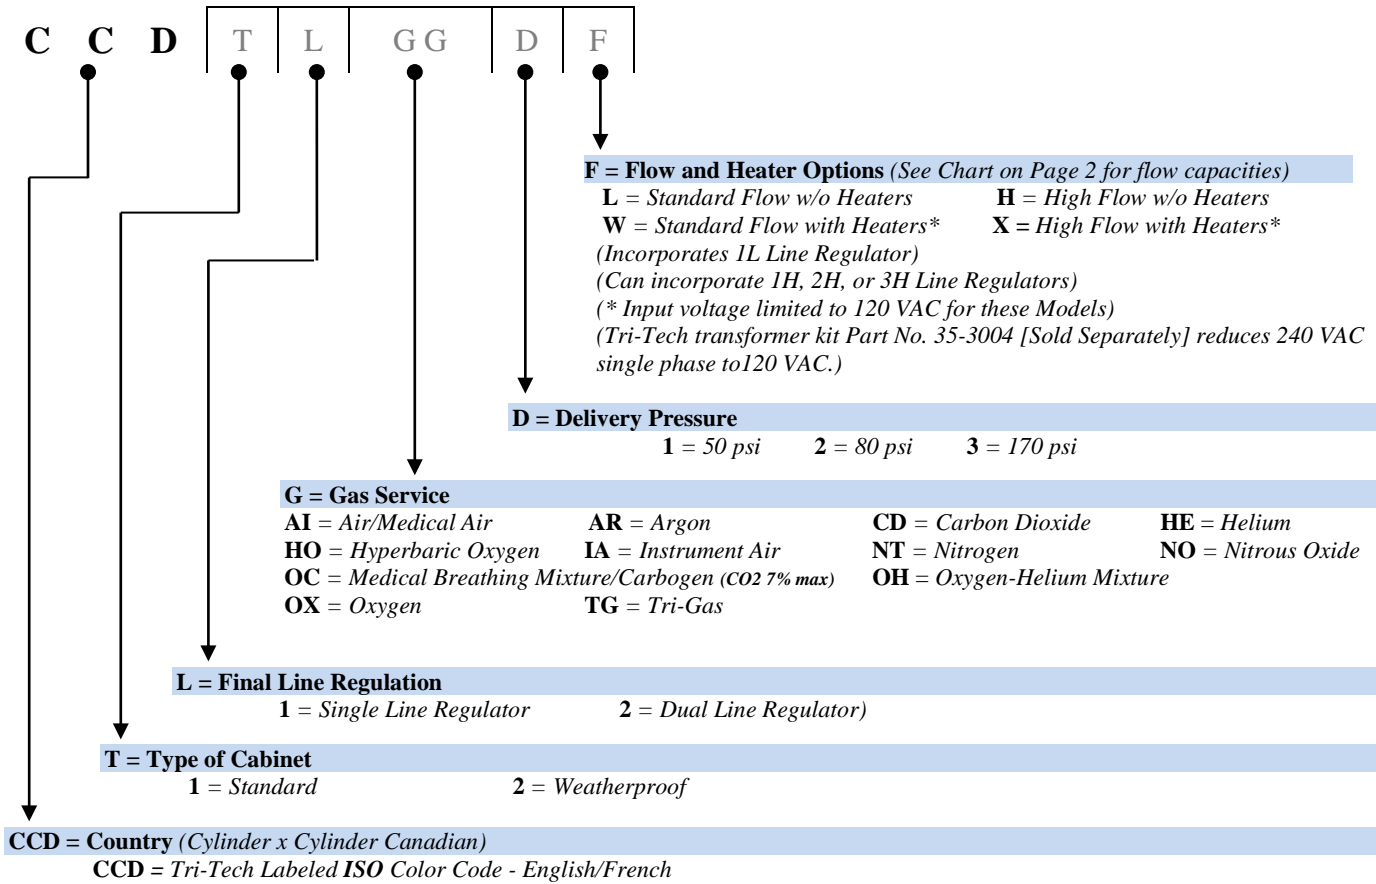 C C D T L GG D F
F = Flow and Heater Options (See Chart on Page 2 for flow capacities)
L = Standard Flow w/o Heaters H = High Flow w/o Heaters
W = Standard Flow with Heaters* X = High Flow with Heaters*
(Incorporates 1L Line Regulator)
(Can incorporate 1H, 2H, or 3H Line Regulators)
(* Input voltage limited to 120 VAC for these Models)
(Tri-Tech transformer kit Part No. 35-3004 [Sold Separately] reduces 240 VAC
single phase to120 VAC.)
D = Delivery Pressure
1 = 50 psi 2 = 80 psi 3 = 170 psi
G = Gas Service
AI = Air/Medical Air AR = Argon CD = Carbon Dioxide HE = Helium
HO = Hyperbaric Oxygen IA = Instrument Air NT = Nitrogen NO = Nitrous Oxide
OC = Medical Breathing Mixture/Carbogen (CO2 7% max) OH = Oxygen-Helium Mixture
OX = Oxygen TG = Tri-Gas
L = Final Line Regulation
1 = Single Line Regulator 2 = Dual Line Regulator)
T = Type of Cabinet
1 = Standard 2 = Weatherproof
CCD = Country (Cylinder x Cylinder Canadian)
CCD = Tri-Tech Labeled ISO Color Code - English/French